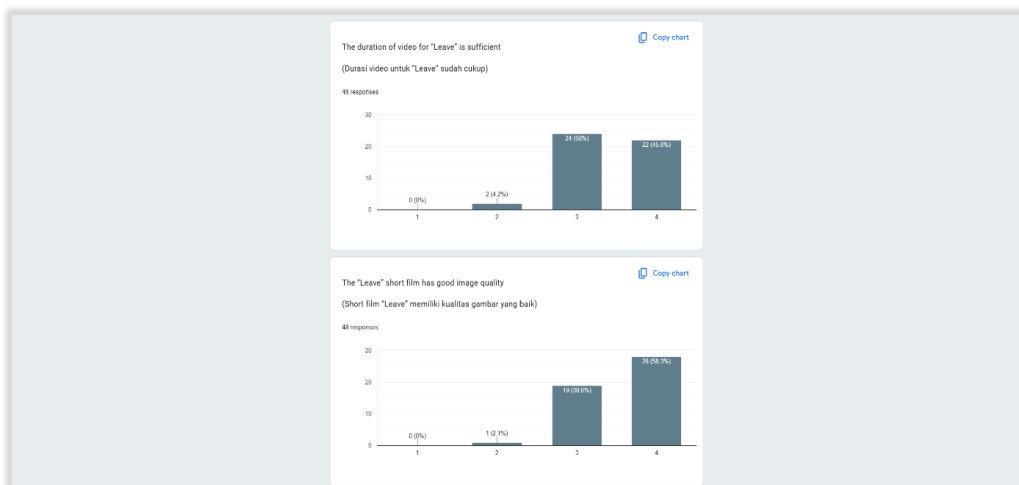 Copy chart
The duration of video for "Leave" is sufficient
(Durasi video untuk "Leave" sudah cukup)
48 responses
30
20
10
0
0 (0%)
2 (4.2%)
24 (50%)
22 (45.8%)
1 2 3 4
Copy chart
The "Leave" short film has good image quality
(Short film "Leave" memiliki kualitas gambar yang baik)
48 responses
30
20
10
0
0 (0%)
1 (2.1%)
19 (39.6%)
28 (58.3%)
1 2 3 4